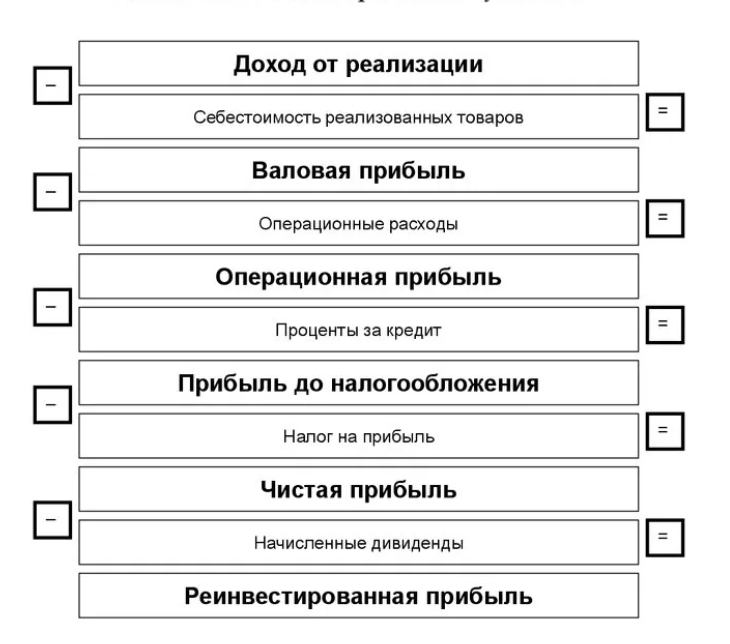 Доход от реализации
–
Себестоимость реализованных товаров
=
Валовая прибыль
–
Операционные расходы
=
Операционная прибыль
–
Проценты за кредит
=
Прибыль до налогообложения
–
Налог на прибыль
=
Чистая прибыль
–
Начисленные дивиденды
=
Реинвестированная прибыль